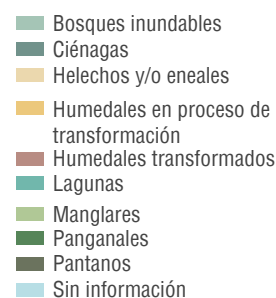 Bosques inundables
Ciénagas
Helechos y/o eneales
Humedales en proceso de
transformación
Humedales transformados
Lagunas
Manglares
Panganales
Pantanos
Sin información